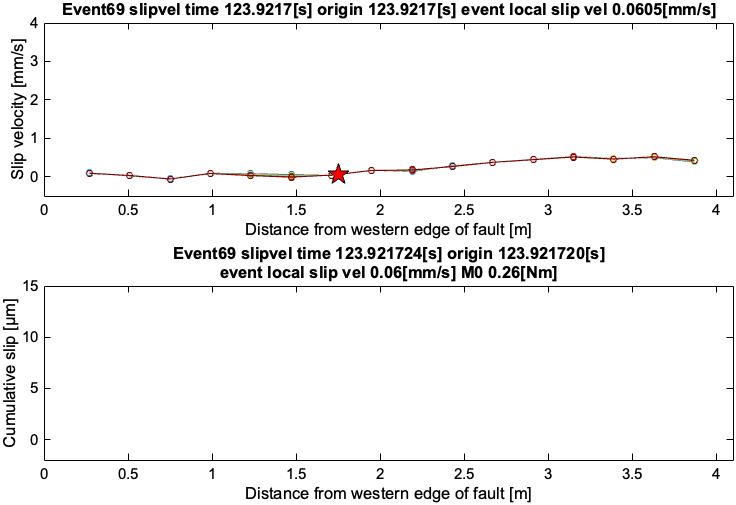 Event69 slipvel time 123.9217[s] origin 123.9217[s] event local slip vel 0.0605[mm/s]
4
3
2
1
0
Slip velocity [mm/s]
0 0.5 1 1.5 2 2.5 3 3.5 4
Distance from western edge of fault [m]
Event69 slipvel time 123.921724[s] origin 123.921720[s]
event local slip vel 0.06[mm/s] M0 0.26[Nm]
15
10
5
0
Cumulative slip [µm]
0 0.5 1 1.5 2 2.5 3 3.5 4
Distance from western edge of fault [m]